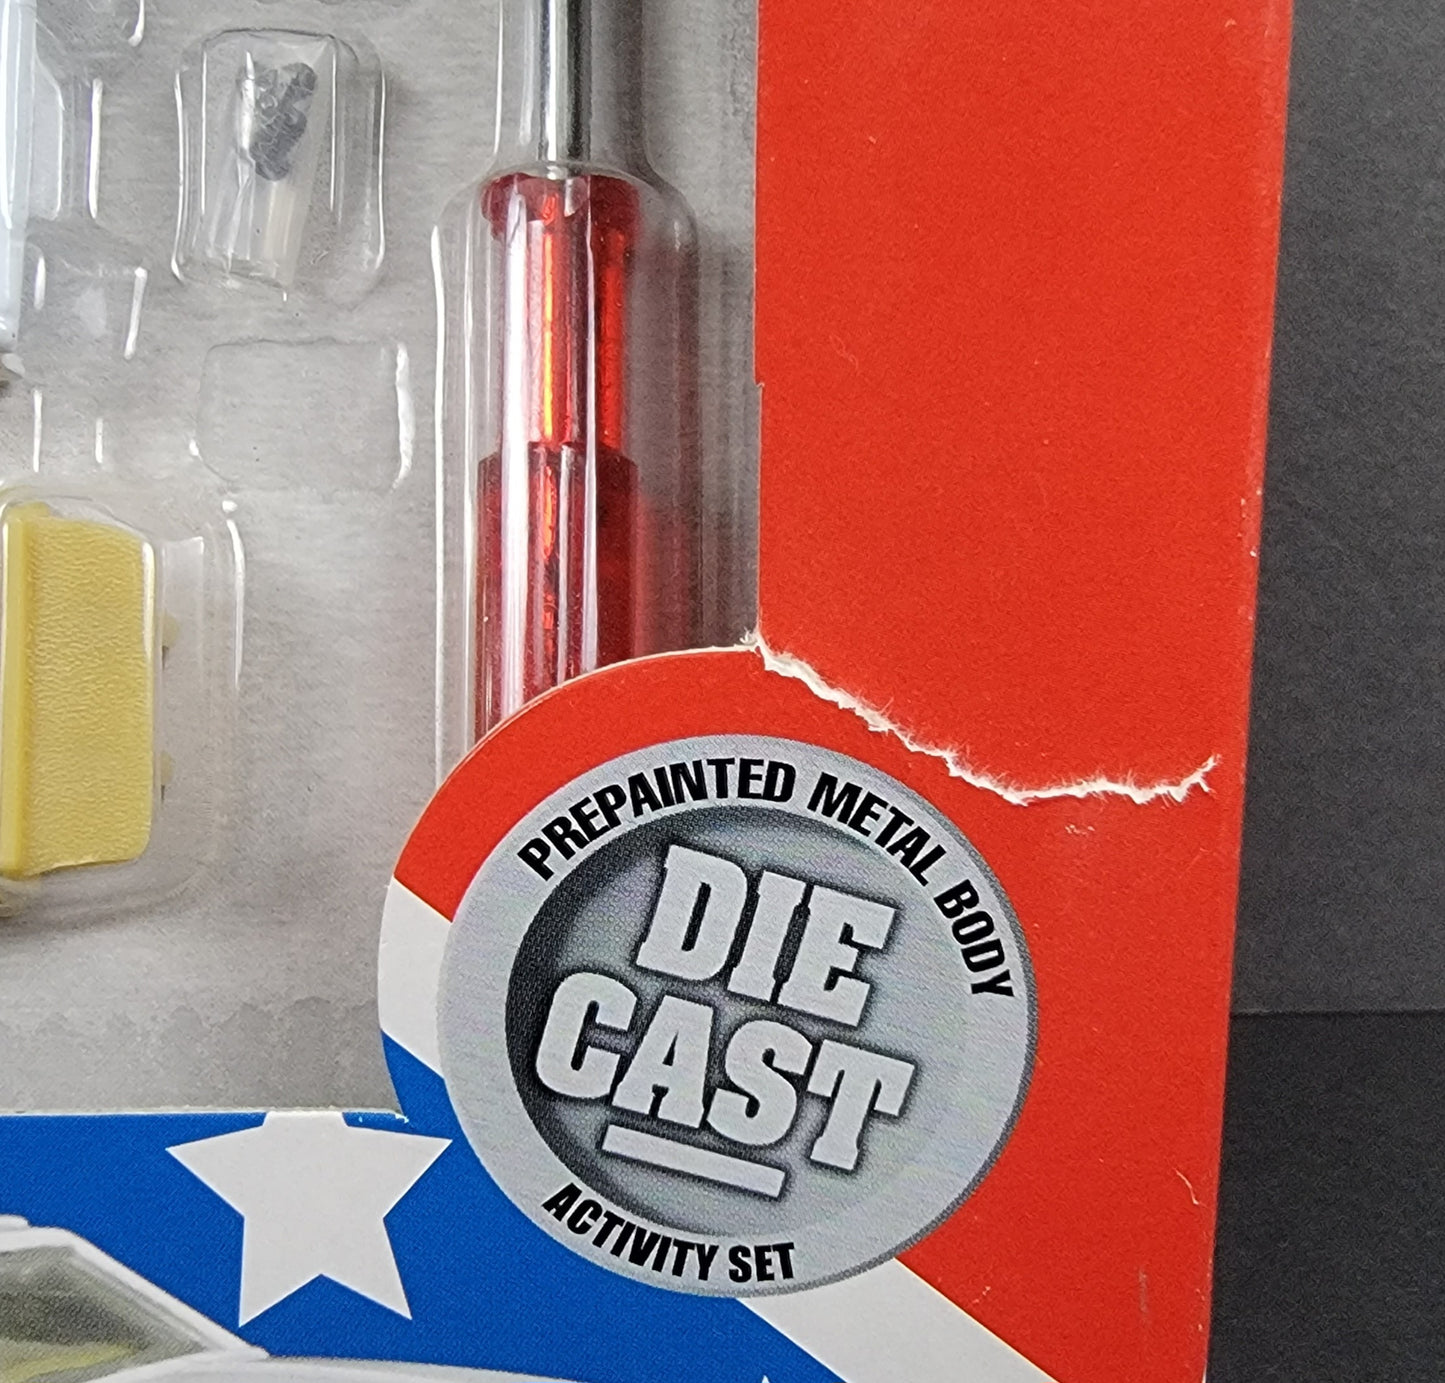 PREPAINTED METAL BODY
DIE
CAST
ACTIVITY SET